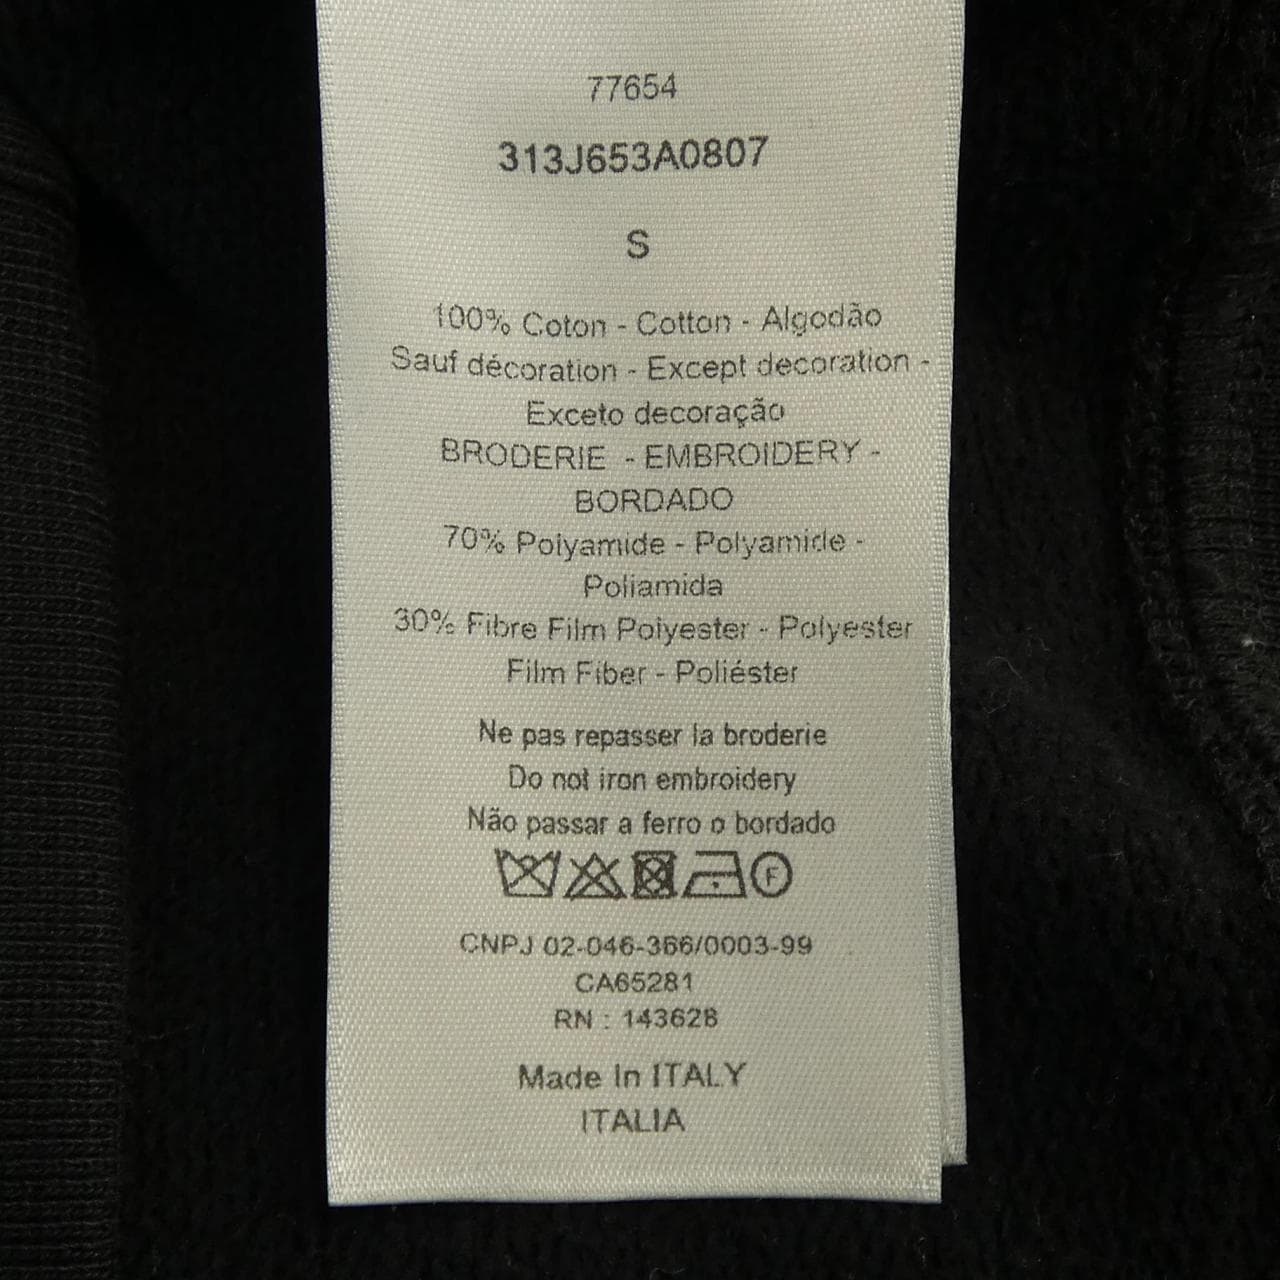 77654
313J653A0807
S
100% Coton - Cotton - Algodão
Sauf décoration - Except decoration -
Exceto decoração
BRODERIE - EMBROIDERY -
BORDADO
70% Polyamide - Polyamide -
Poliamida
30% Fibre Film Polyester - Polyester
Film Fiber - Poliéster
Ne pas repasser la broderie
Do not iron embroidery
Não passar a ferro o bordado
F
CNPJ 02-046-366/0003-99
CA65281
RN : 143628
Made In ITALY
ITALIA